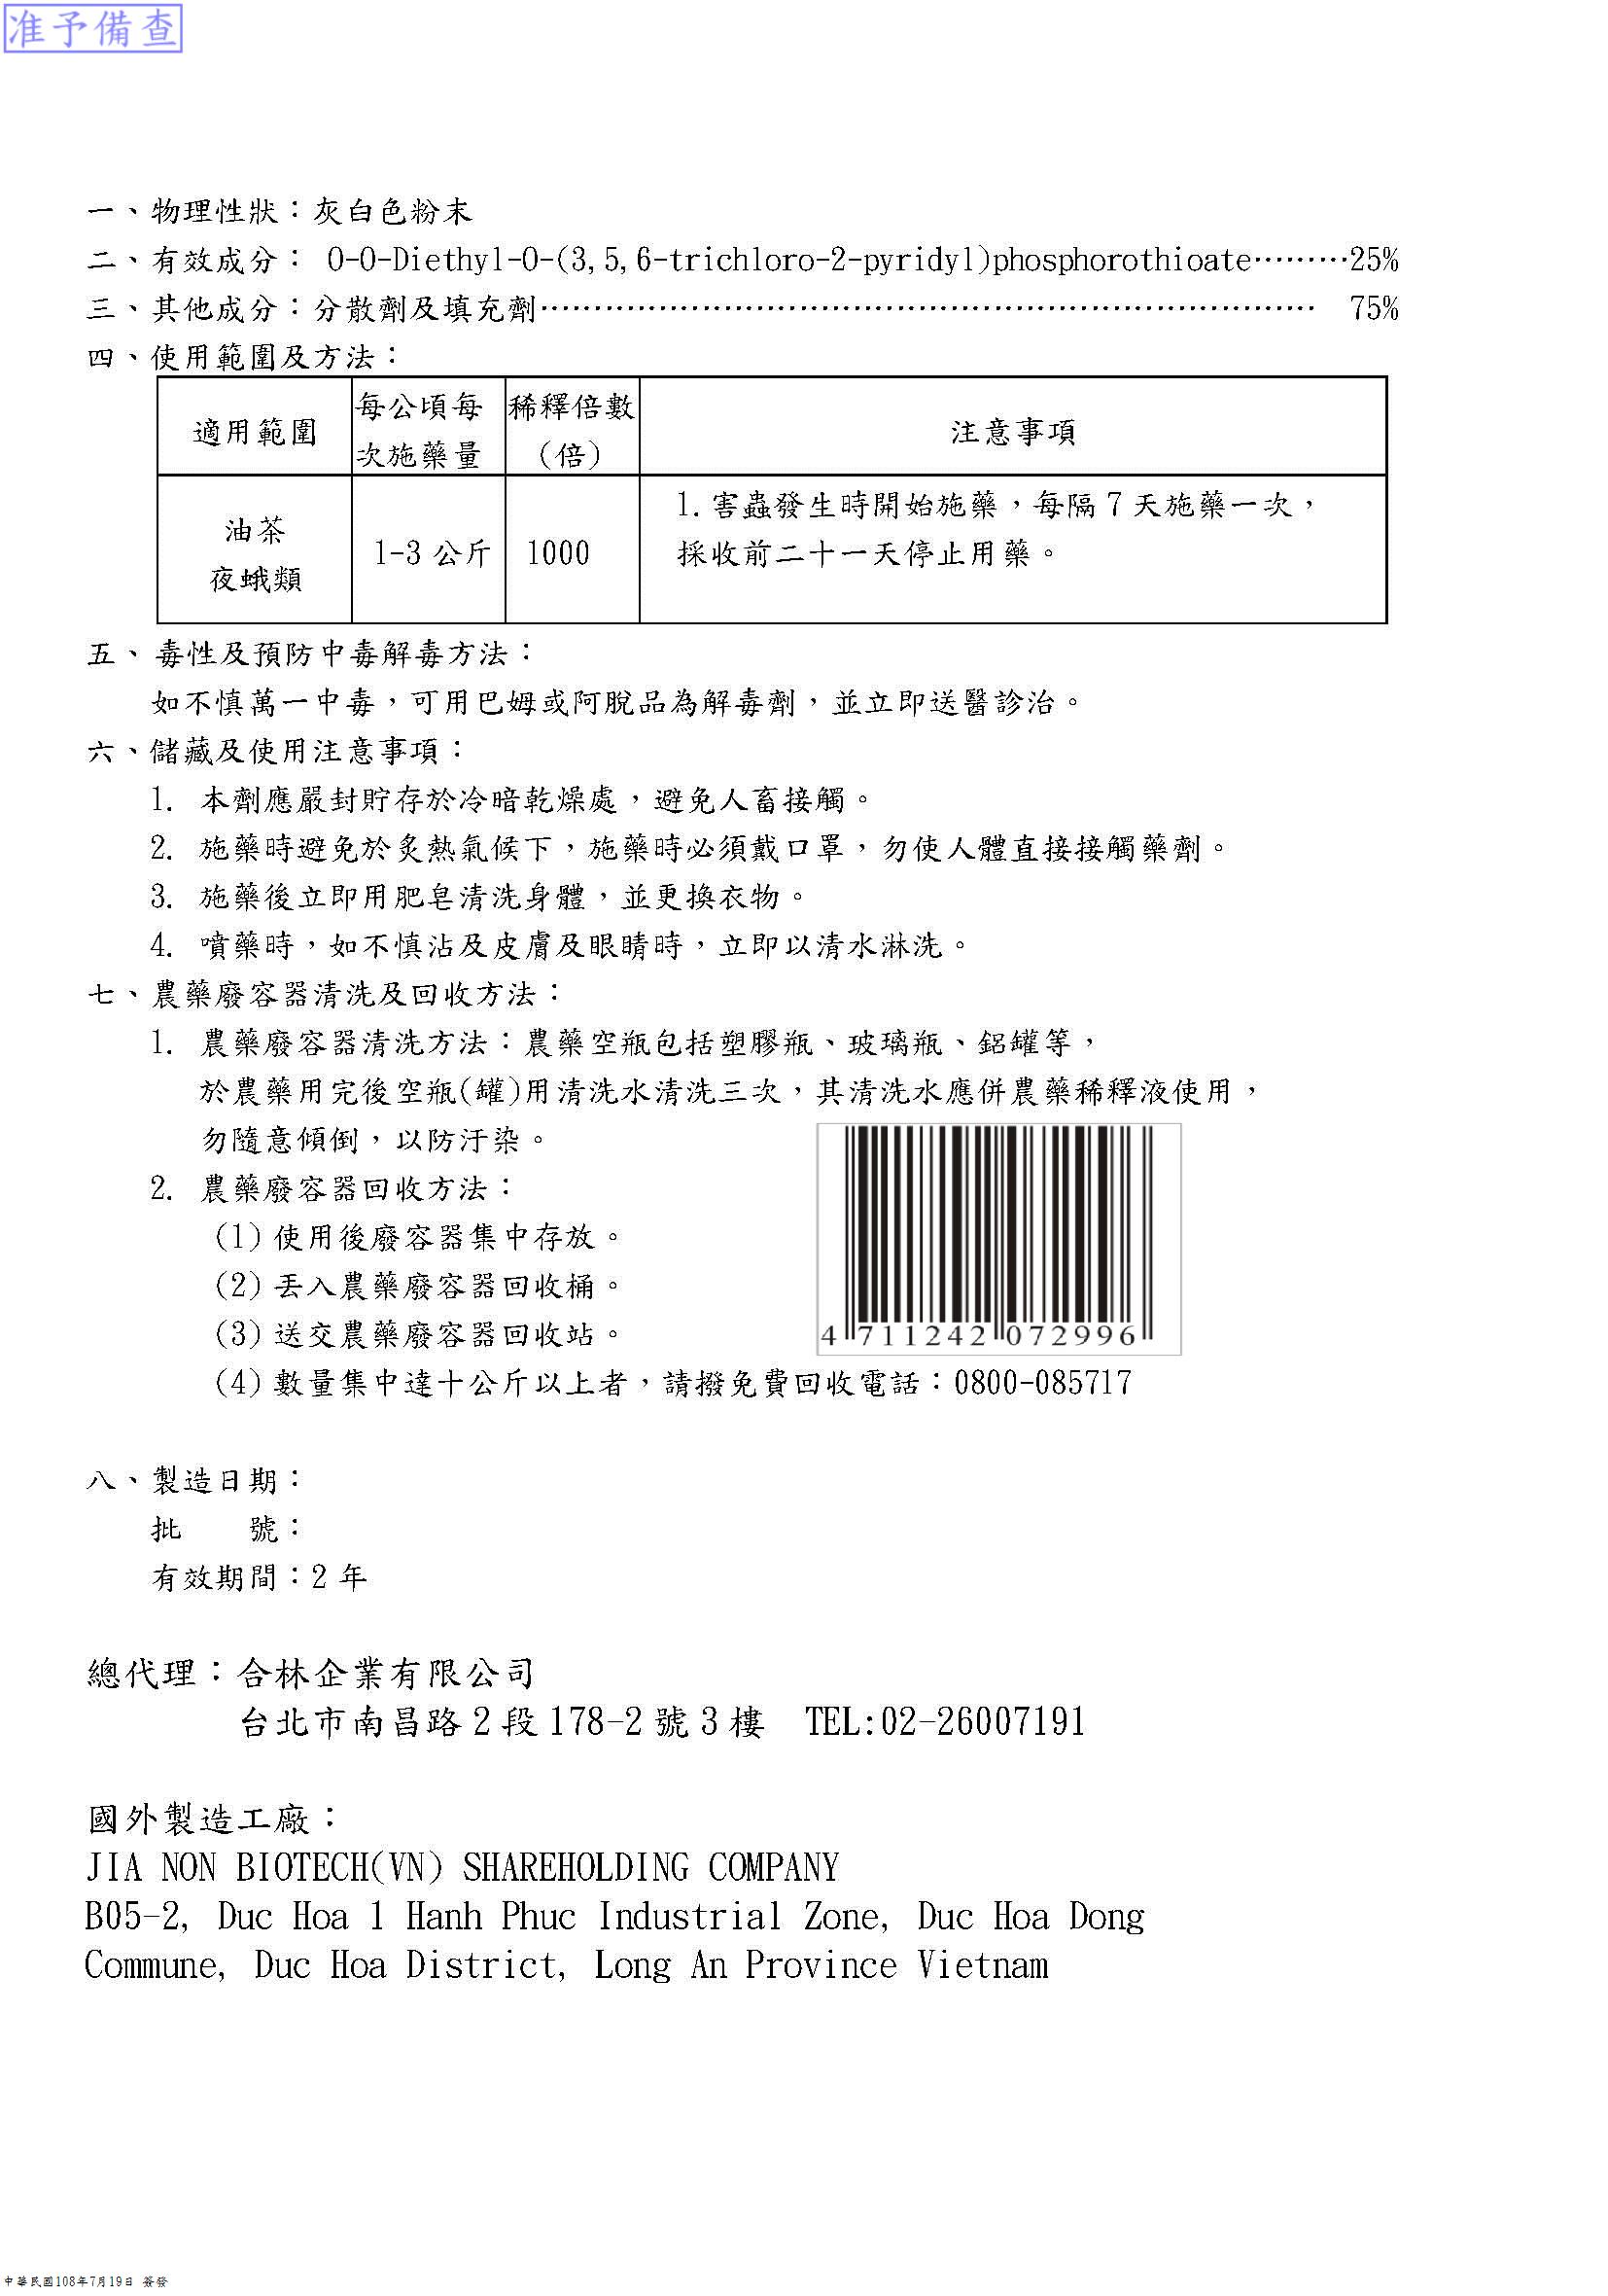 准予備查
一、物理性狀：灰白色粉末
二、有效成分： O-O-Diethyl-O-(3,5,6-trichloro-2-pyridyl)phosphorothioate………25%
三、其他成分：分散劑及填充劑……………………………………………………………… 75%
四、使用範圍及方法：
適用範圍 每公頃每次施藥量 稀釋倍數(倍) 注意事項
油茶
夜蛾類
1-3 公斤 1000
1.害蟲發生時開始施藥，每隔 7 天施藥一次，
採收前二十一天停止用藥。
五、毒性及預防中毒解毒方法：
如不慎萬一中毒，可用巴姆或阿脫品為解毒劑，並立即送醫診治。
六、儲藏及使用注意事項：
1. 本劑應嚴封貯存於冷暗乾燥處，避免人畜接觸。
2. 施藥時避免於炙熱氣候下，施藥時必須戴口罩，勿使人體直接接觸藥劑。
3. 施藥後立即用肥皂清洗身體，並更換衣物。
4. 噴藥時，如不慎沾及皮膚及眼睛時，立即以清水淋洗。
七、農藥廢容器清洗及回收方法：
1. 農藥廢容器清洗方法：農藥空瓶包括塑膠瓶、玻璃瓶、鋁罐等，
於農藥用完後空瓶(罐)用清洗水清洗三次，其清洗水應併農藥稀釋液使用，
勿隨意傾倒，以防汙染。
2. 農藥廢容器回收方法：
(1)使用後廢容器集中存放。
(2)丟入農藥廢容器回收桶。
(3)送交農藥廢容器回收站。
4 711242 072996
(4)數量集中達十公斤以上者，請撥免費回收電話：0800-085717
八、製造日期：
批　　號：
有效期間：2 年
總代理：合林企業有限公司
台北市南昌路 2 段 178-2 號 3 樓　TEL:02-26007191
國外製造工廠：
JIA NON BIOTECH(VN) SHAREHOLDING COMPANY
B05-2, Duc Hoa 1 Hanh Phuc Industrial Zone, Duc Hoa Dong
Commune, Duc Hoa District, Long An Province Vietnam
中華民國108年7月19日 簽發